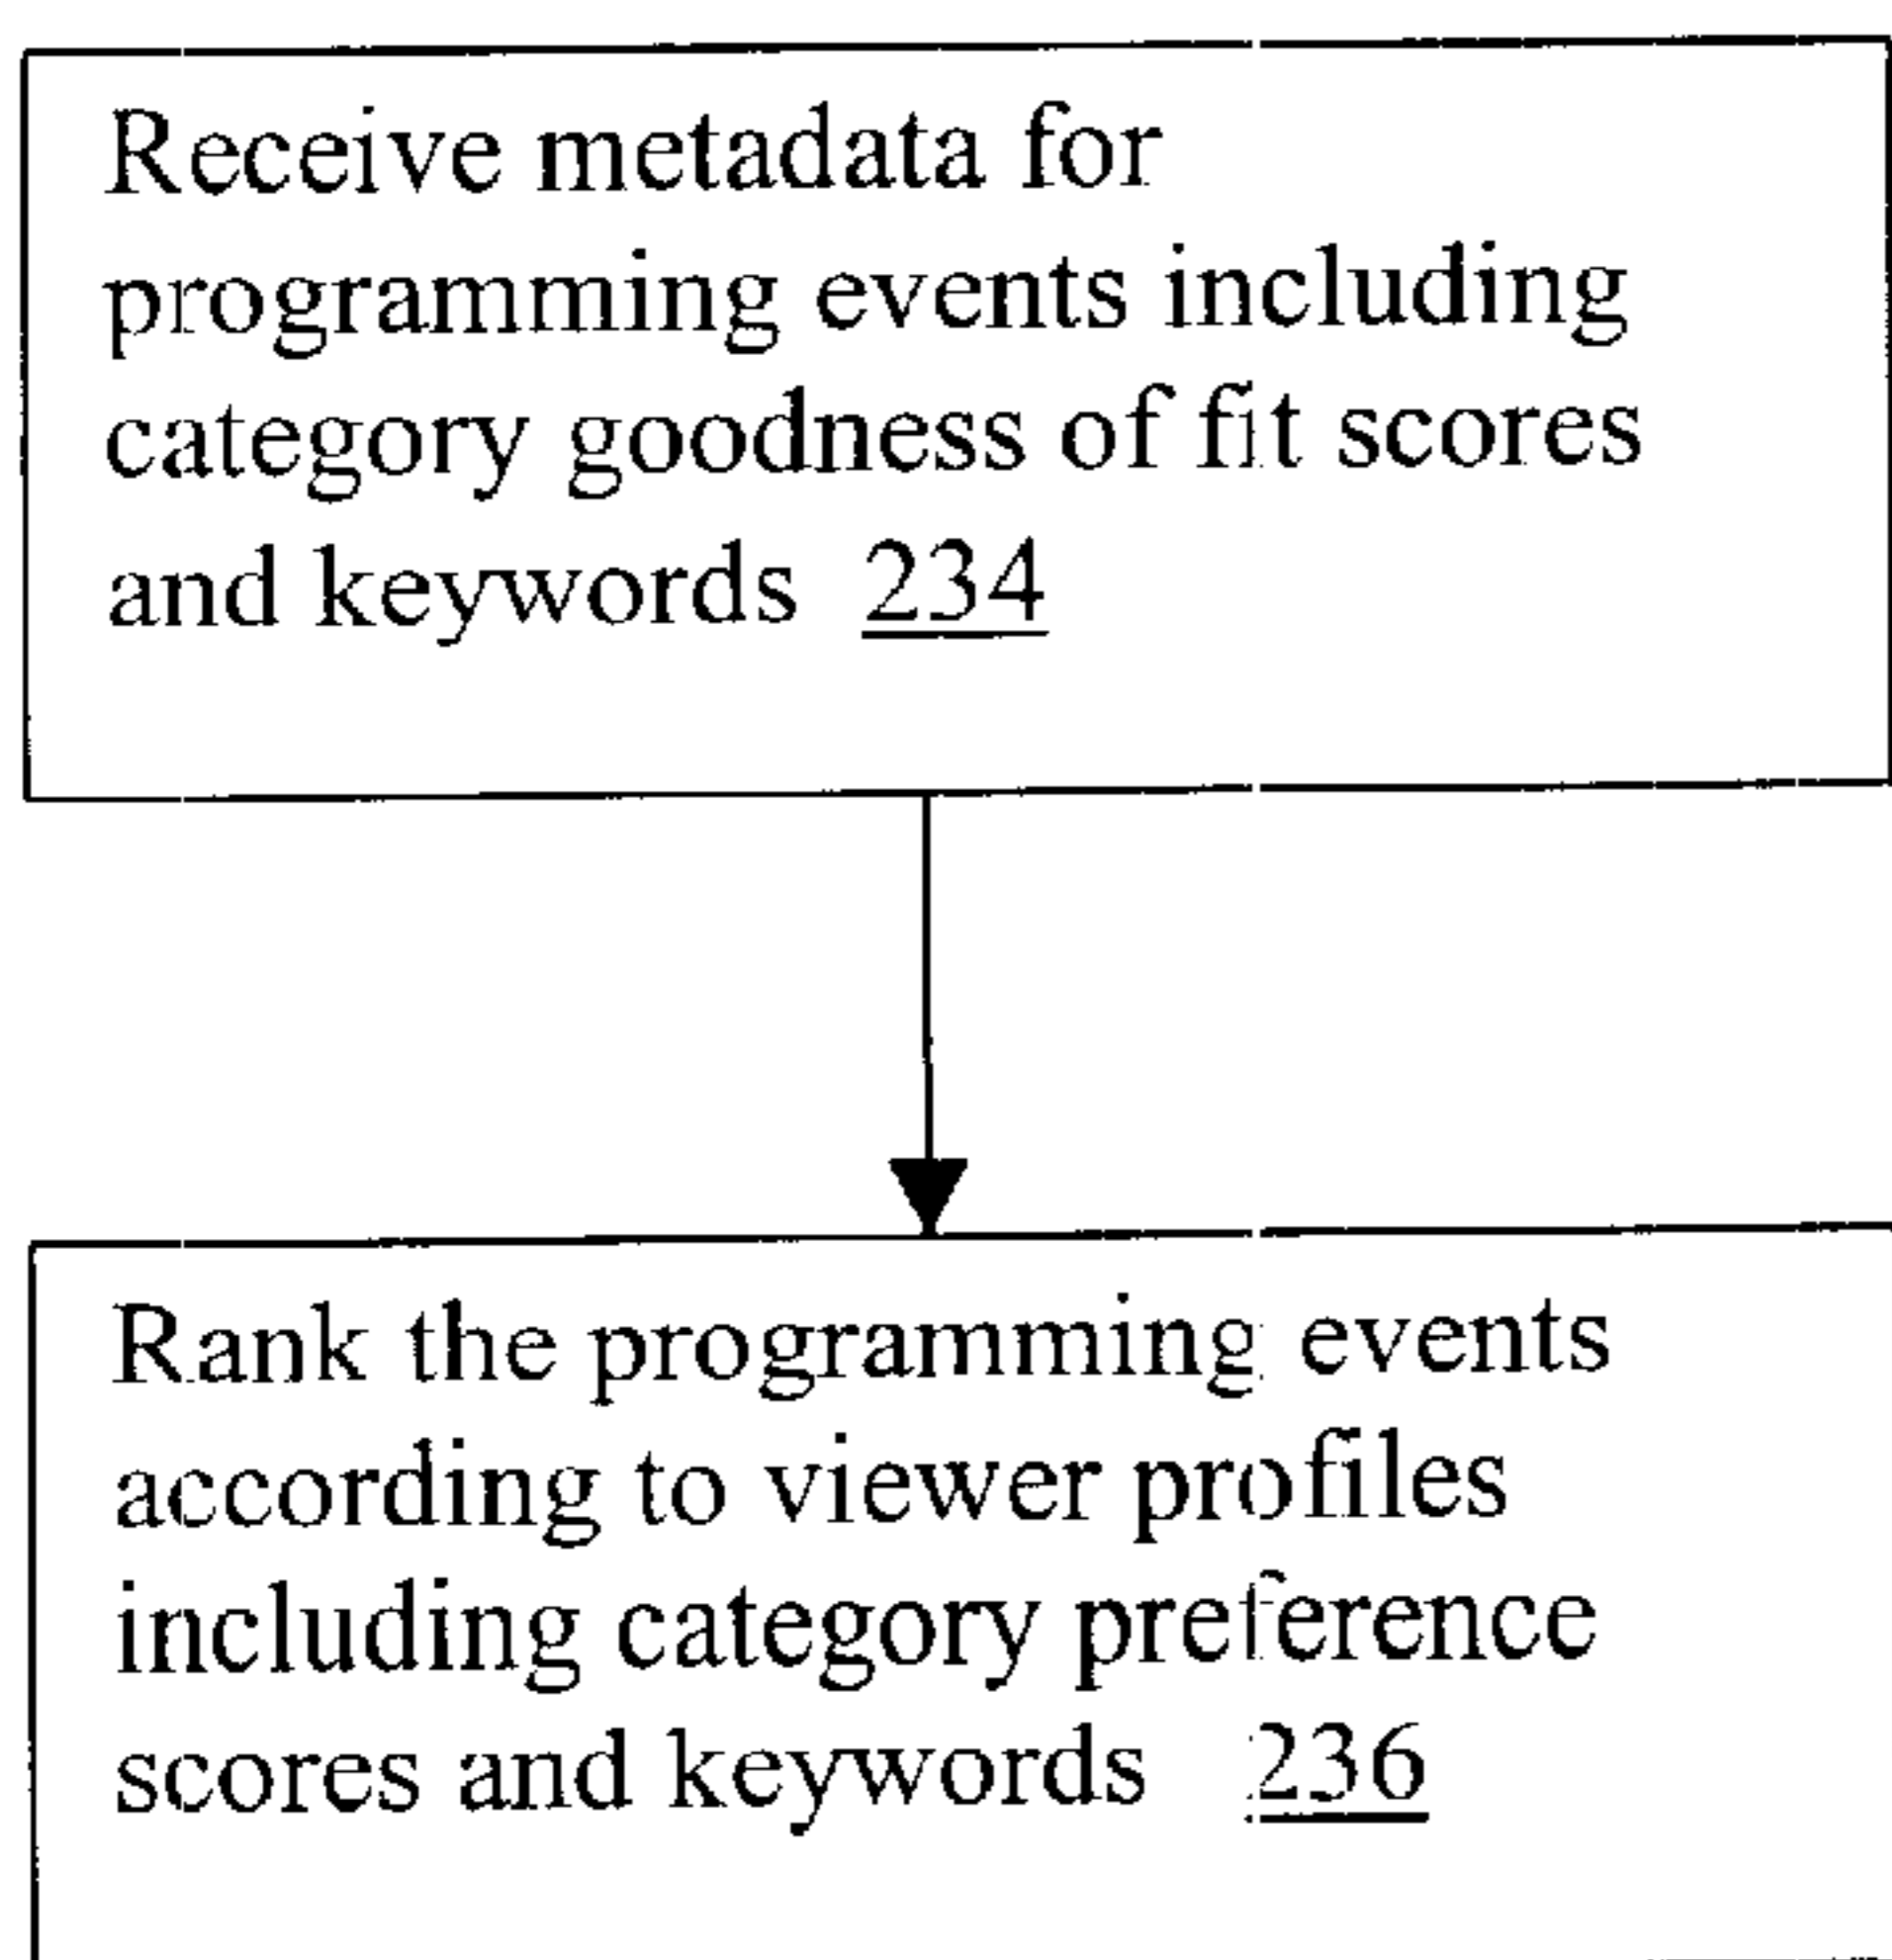 Receive metadata for
programming events including
category goodness of fit scores
and keywords 234
Rank the programming events
according to viewer profiles
including category preference
scores and keywords 236